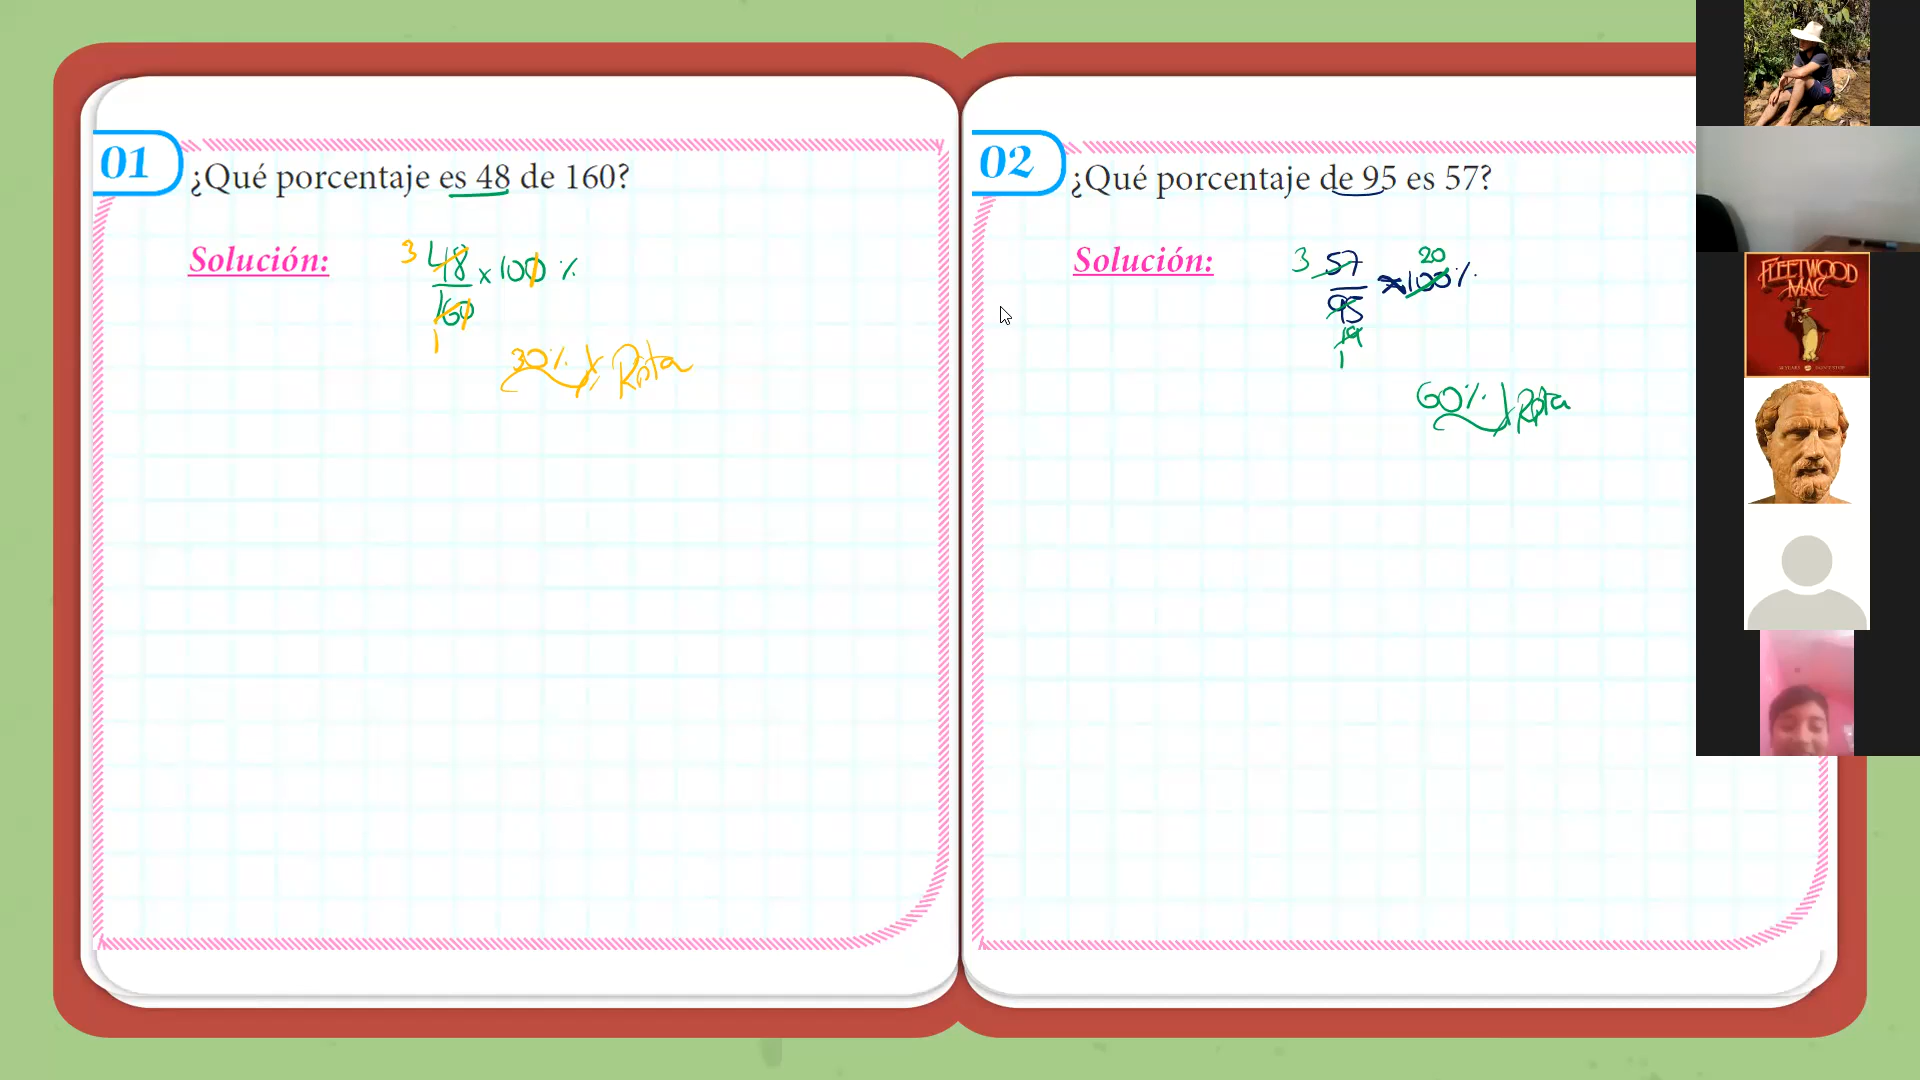 01
¿Qué porcentaje es 48 de 160?
Solución:
3 48 x 100 %
160
1
30% Rpta
02
¿Qué porcentaje de 95 es 57?
Solución:
20
3 57 x 100 %
95
19
1
60% Rpta
FLEETWOOD
MAC